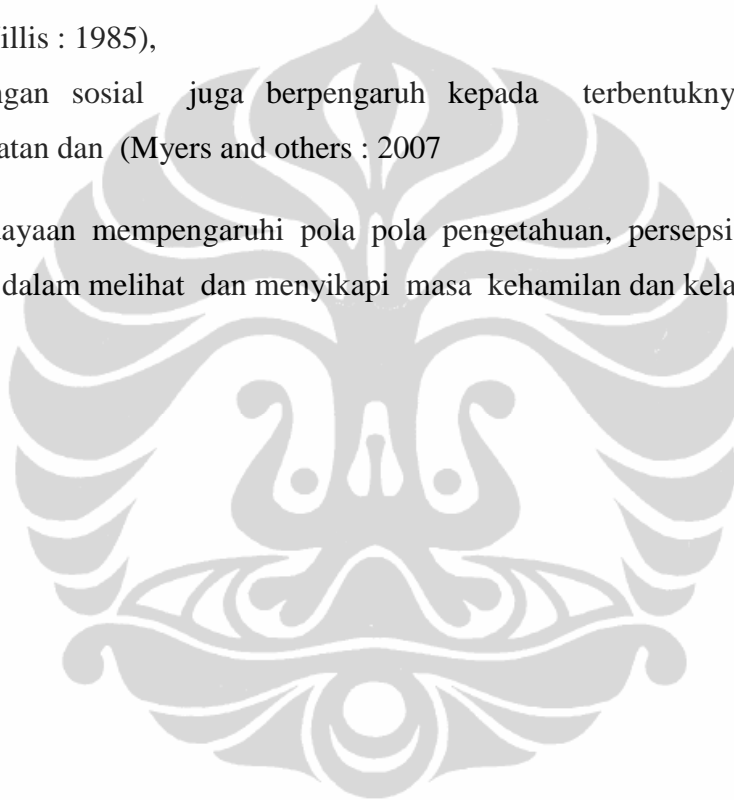 illis : 1985),
ngan sosial juga berpengaruh kepada terbentukny
atan dan (Myers and others : 2007
ayaan mempengaruhi pola pola pengetahuan, persepsi
dalam melihat dan menyikapi masa kehamilan dan kela